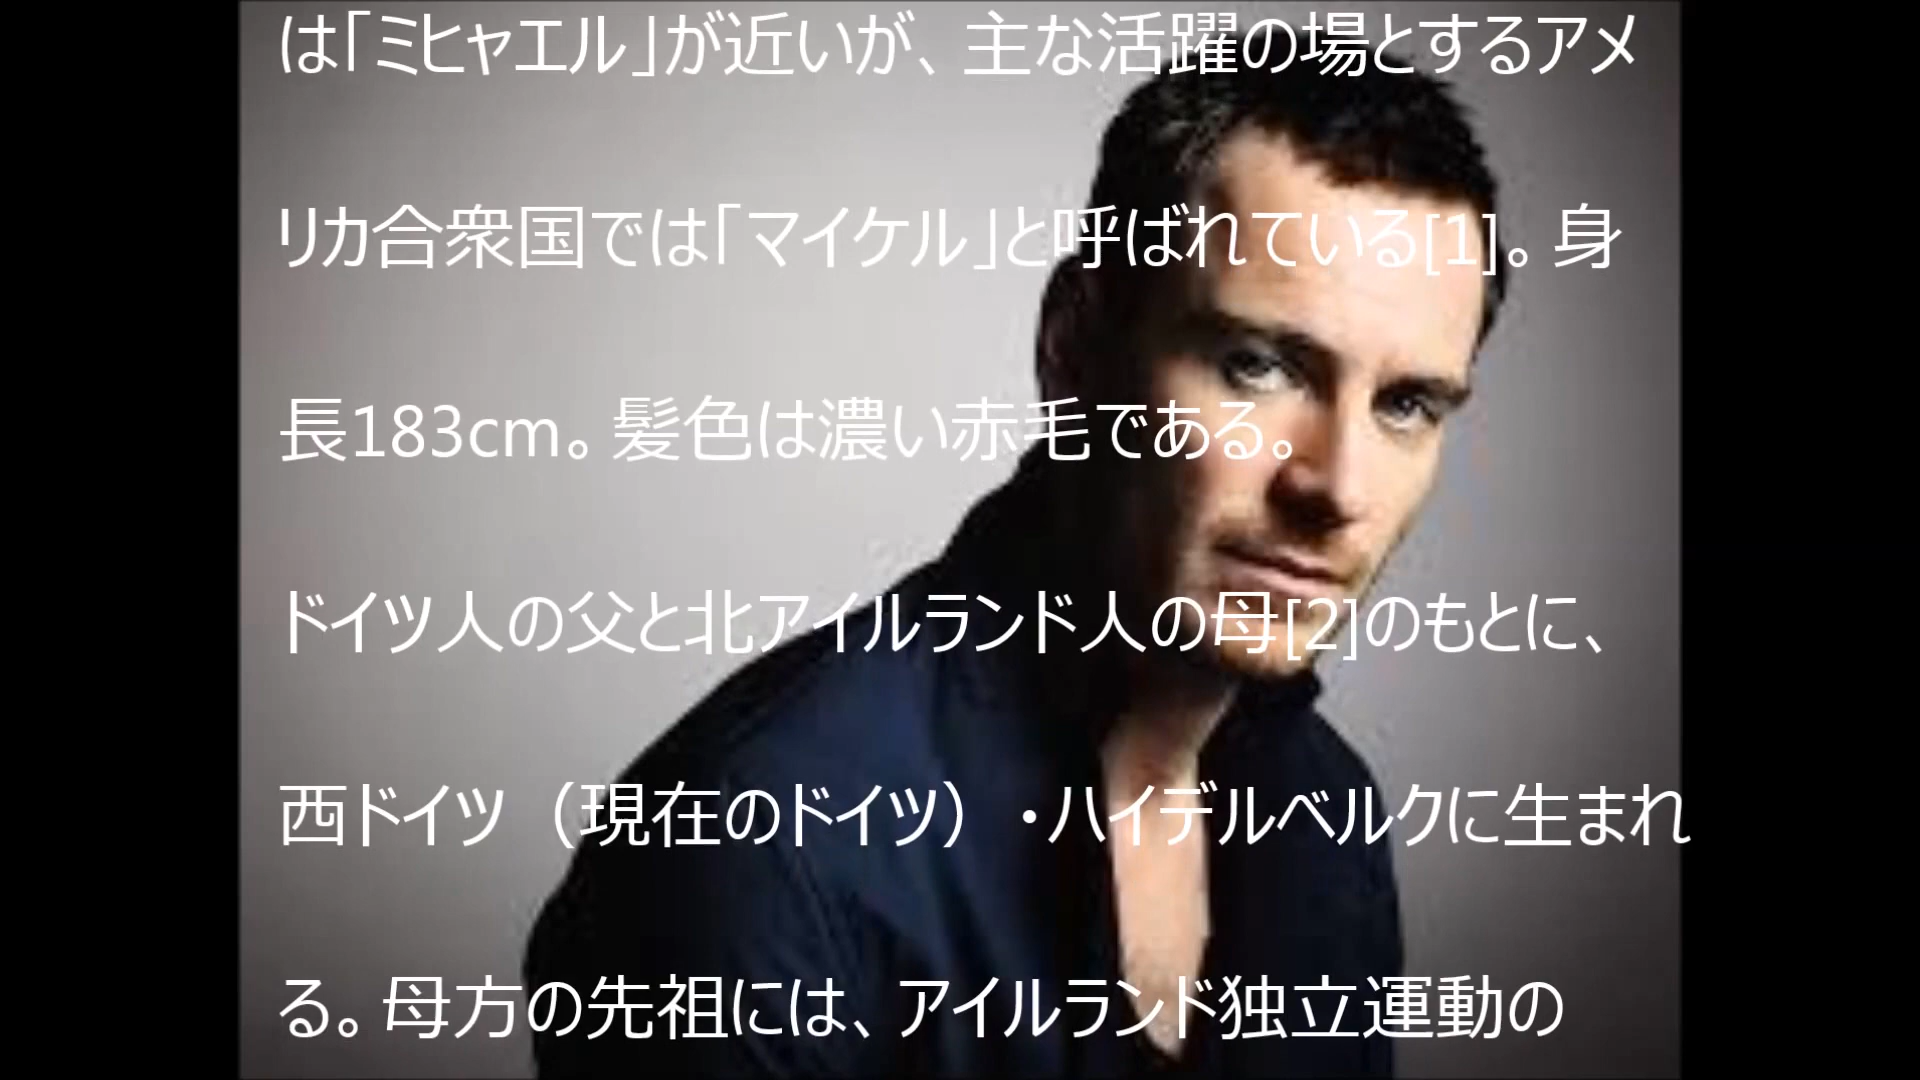 は「ミヒャエル」が近いが、主な活躍の場とするアメ
リカ合衆国では「マイケル」と呼ばれている[1]。身
長183cm。髪色は濃い赤毛である。
ドイツ人の父と北アイルランド人の母[2]のもとに、
西ドイツ（現在のドイツ）・ハイデルベルクに生まれ
る。母方の先祖には、アイルランド独立運動の